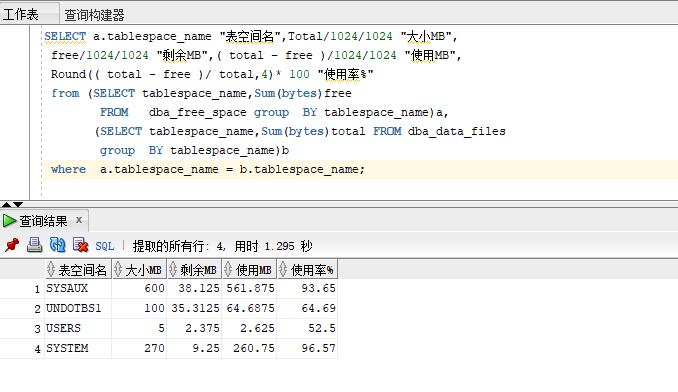 工作表 查询构建器
SELECT a.tablespace_name "表空间名",Total/1024/1024 "大小MB",
free/1024/1024 "剩余MB",( total - free )/1024/1024 "使用MB",
Round(( total - free )/ total,4)* 100 "使用率%"
from (SELECT tablespace_name,Sum(bytes)free
FROM   dba_free_space group  BY tablespace_name)a,
(SELECT tablespace_name,Sum(bytes)total FROM dba_data_files
group  BY tablespace_name)b
where  a.tablespace_name = b.tablespace_name;
查询结果 x
SQL | 提取的所有行: 4, 用时 1.295 秒
表空间名 大小MB 剩余MB 使用MB 使用率%
1 SYSAUX 600 38.125 561.875 93.65
2 UNDOTBS1 100 35.3125 64.6875 64.69
3 USERS 5 2.375 2.625 52.5
4 SYSTEM 270 9.25 260.75 96.57